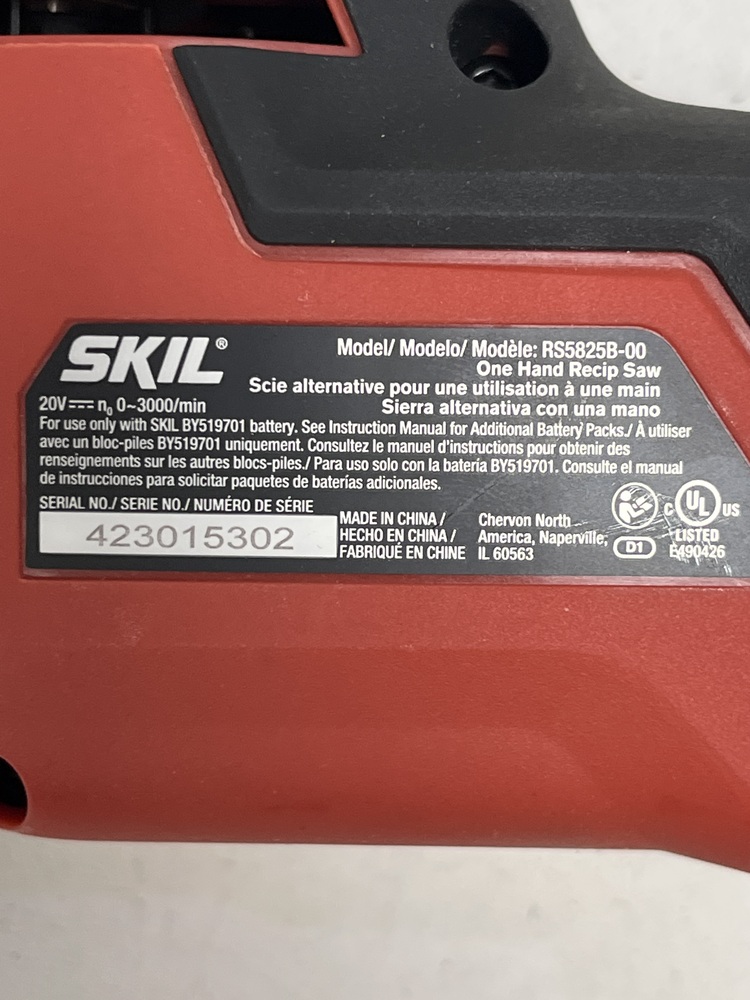 SKIL®
Model/ Modelo/ Modèle: RS5825B-00
One Hand Recip Saw
Scie alternative pour une utilisation à une main
Sierra alternativa con una mano
20V⎓ n₀ 0~3000/min
For use only with SKIL BY519701 battery. See Instruction Manual for Additional Battery Packs./ À utiliser
avec un bloc-piles BY519701 uniquement. Consultez le manuel d'instructions pour obtenir des
renseignements sur les autres blocs-piles./ Para uso solo con la batería BY519701. Consulte el manual
de instrucciones para solicitar paquetes de baterías adicionales.
SERIAL NO./ SERIE NO./ NUMÉRO DE SÉRIE
423015302
MADE IN CHINA /
HECHO EN CHINA /
FABRIQUÉ EN CHINE
Chervon North
America, Naperville,
IL 60563
D1
c UL US
LISTED
E490426